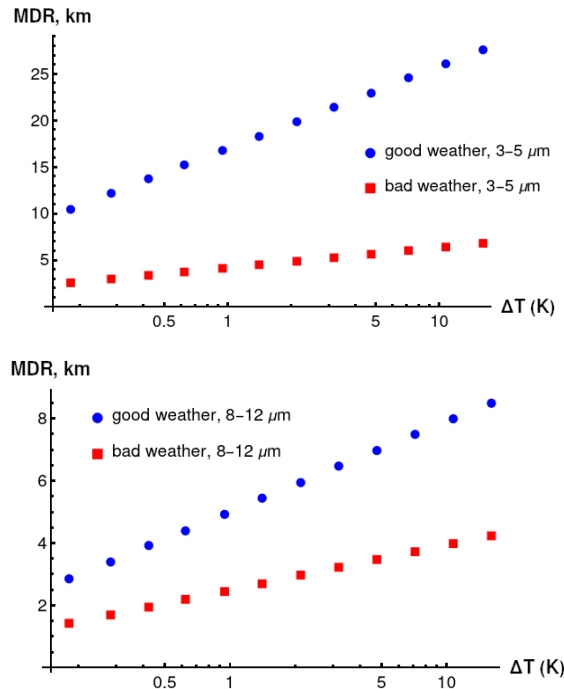 MDR, km
25
20
15
10
5
good weather, 3–5 μm
bad weather, 3–5 μm
0.5 1 5 10
ΔT (K)
MDR, km
8
6
4
2
good weather, 8–12 μm
bad weather, 8–12 μm
0.5 1 5 10
ΔT (K)